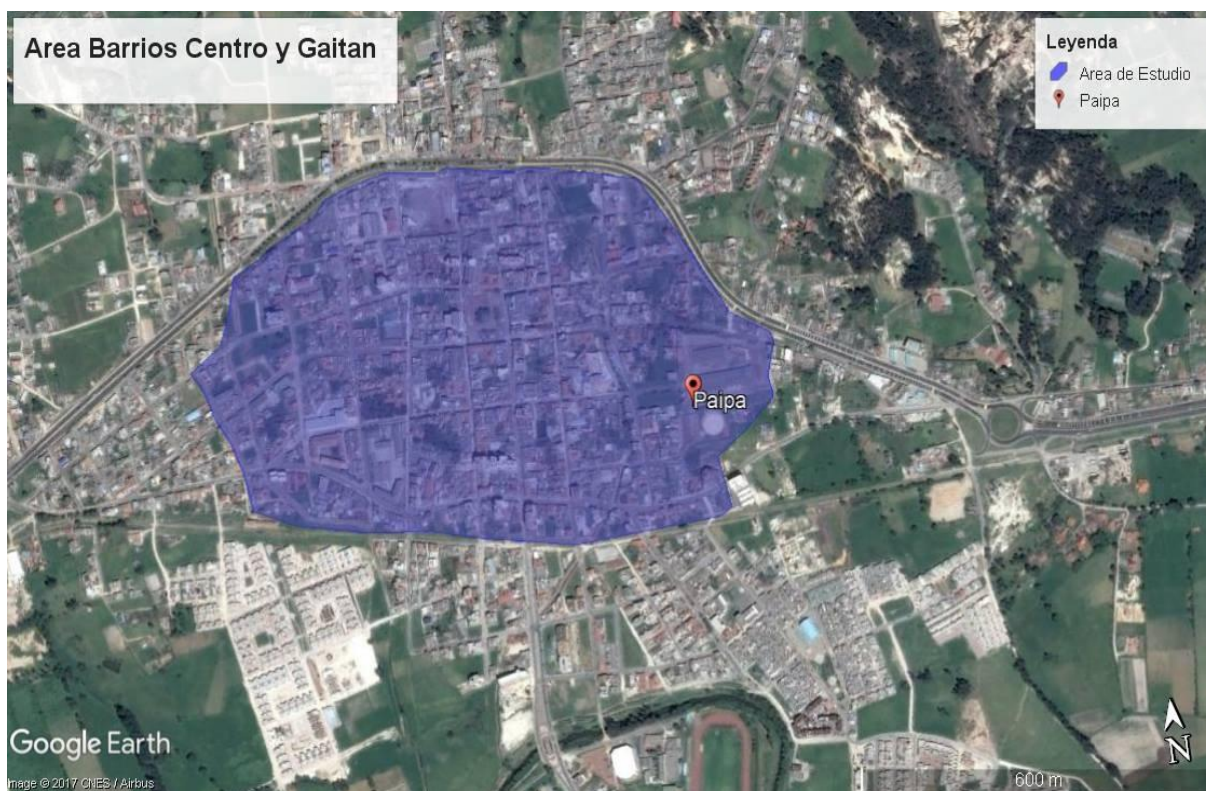 Area Barrios Centro y Gaitan
Leyenda
Area de Estudio
Paipa
Paipa
Google Earth
N
Image © 2017 CNES / Airbus
600 m